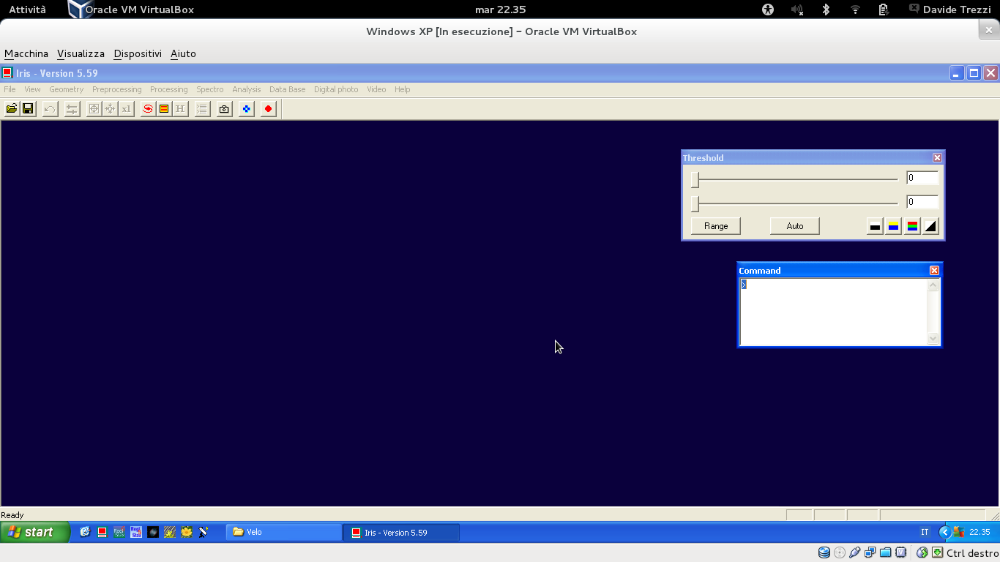 Attività Oracle VM VirtualBox mar 22.35 Davide Trezzi
Windows XP [In esecuzione] - Oracle VM VirtualBox
Macchina Visualizza Dispositivi Aiuto
Iris - Version 5.59
File View Geometry Preprocessing Processing Spectro Analysis Data Base Digital photo Video Help
x1 H
Threshold
0
0
Range Auto
Command
>
Ready
start Velo Iris - Version 5.59 IT 22.35
Ctrl destro